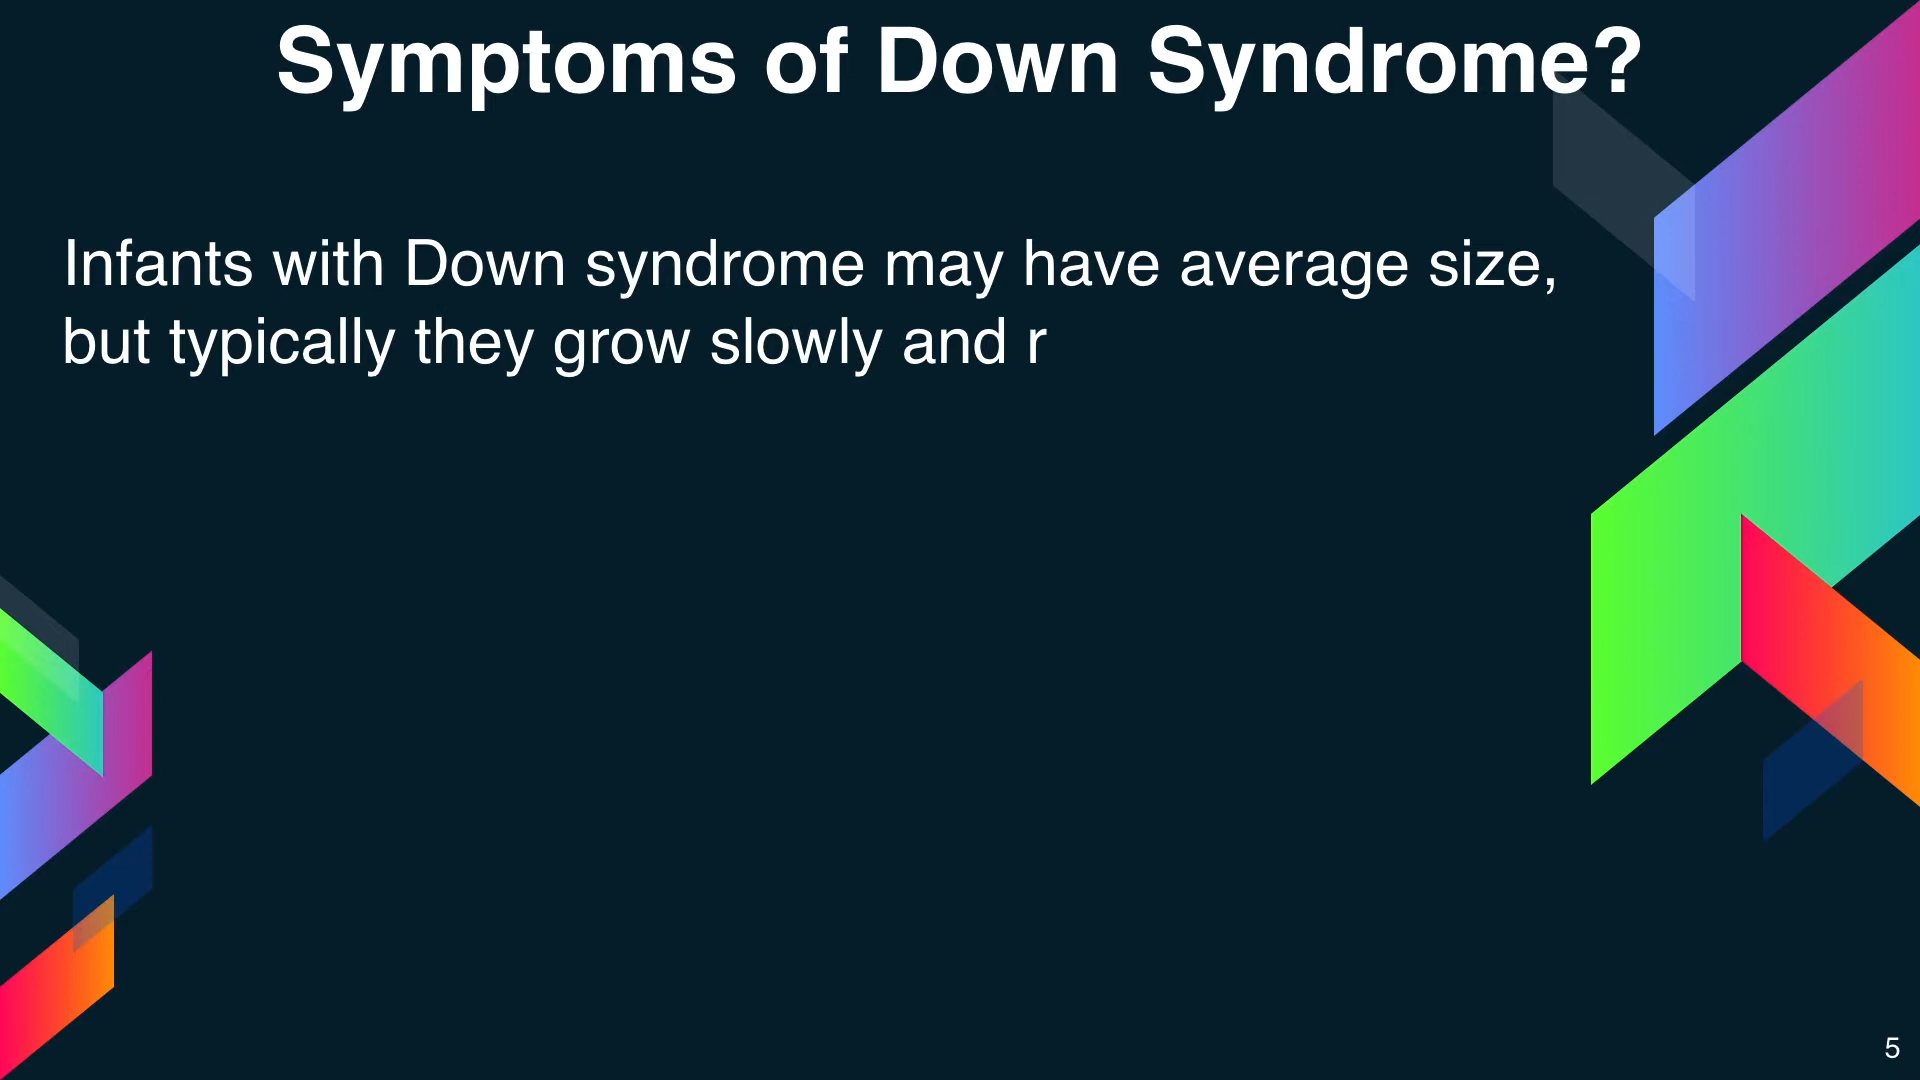 Symptoms of Down Syndrome?
Infants with Down syndrome may have average size,
but typically they grow slowly and r
5